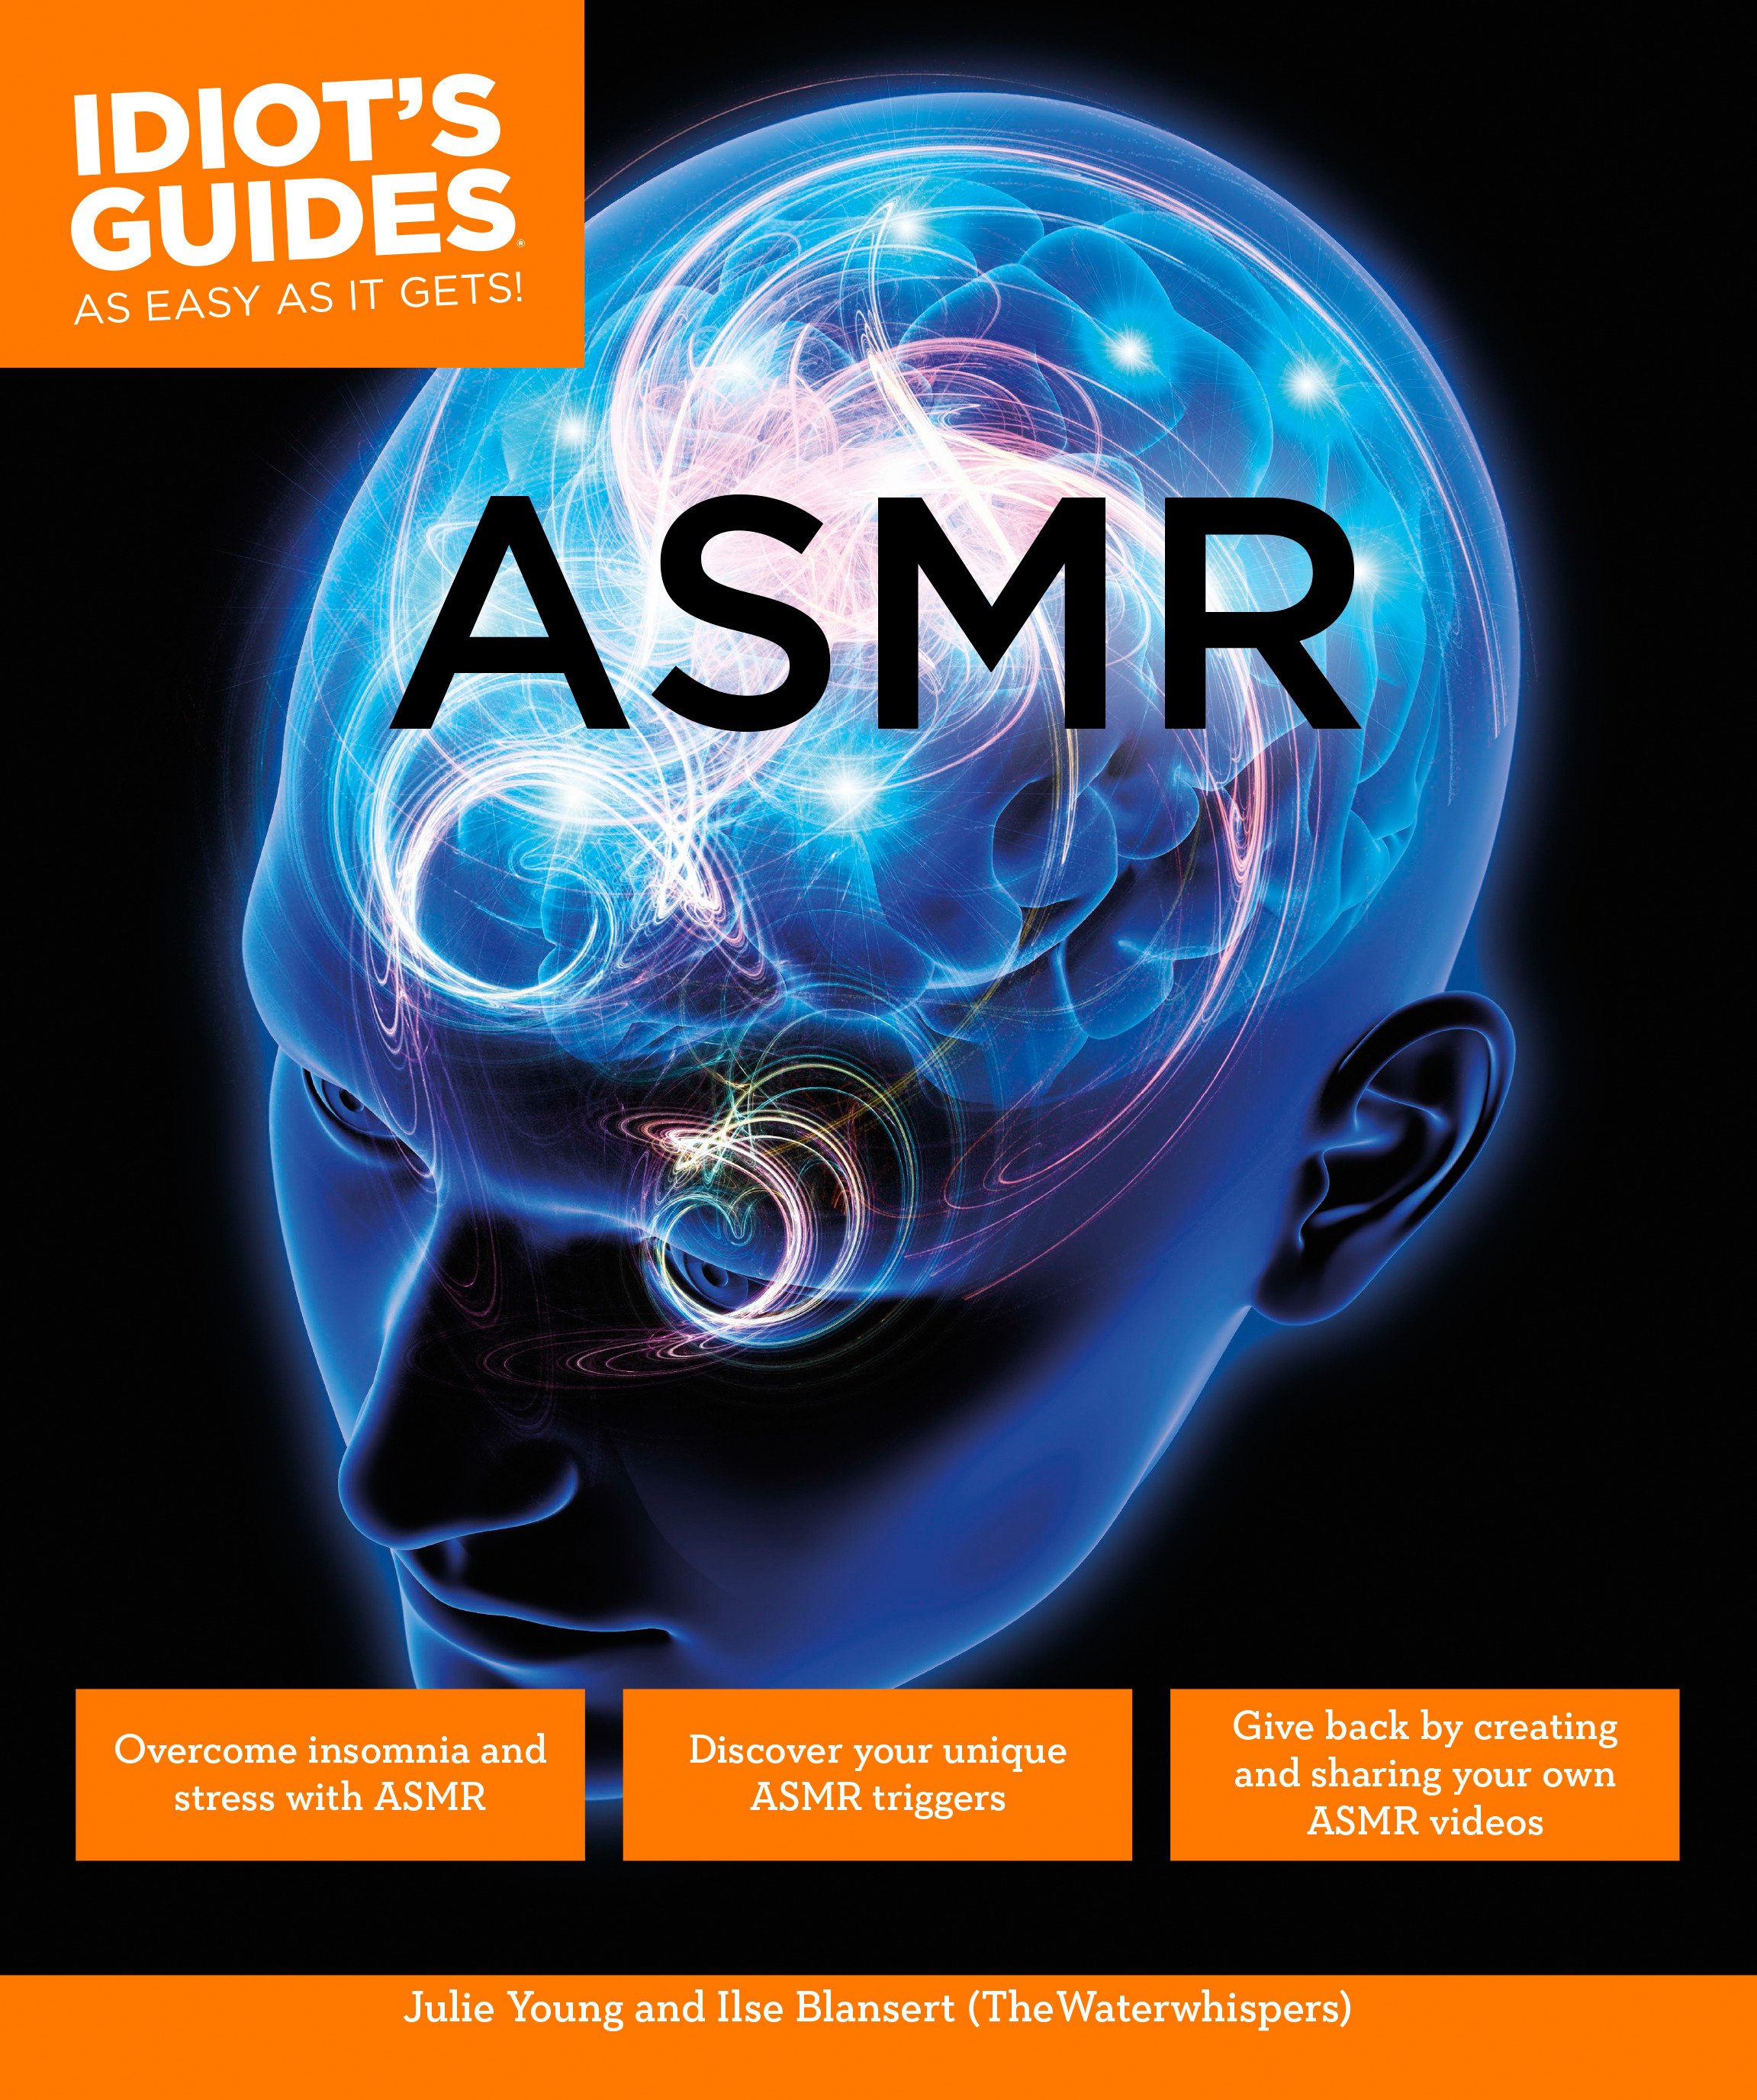 IDIOT'S
GUIDES®
AS EASY AS IT GETS!
ASMR
Overcome insomnia and
stress with ASMR
Discover your unique
ASMR triggers
Give back by creating
and sharing your own
ASMR videos
Julie Young and Ilse Blansert (TheWaterwhispers)